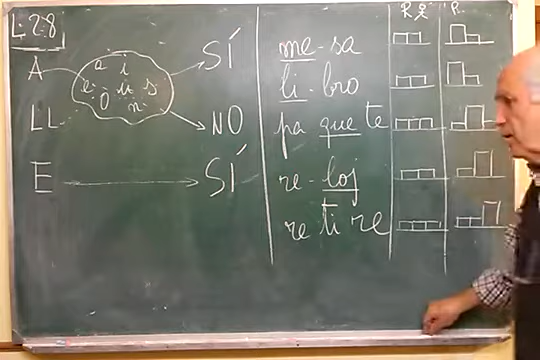 L. 28
A a i SÍ
e u s
o n
LL NO
E SÍ
me-sa
li-bro
pa que te
re-loj
re ti re
R
R